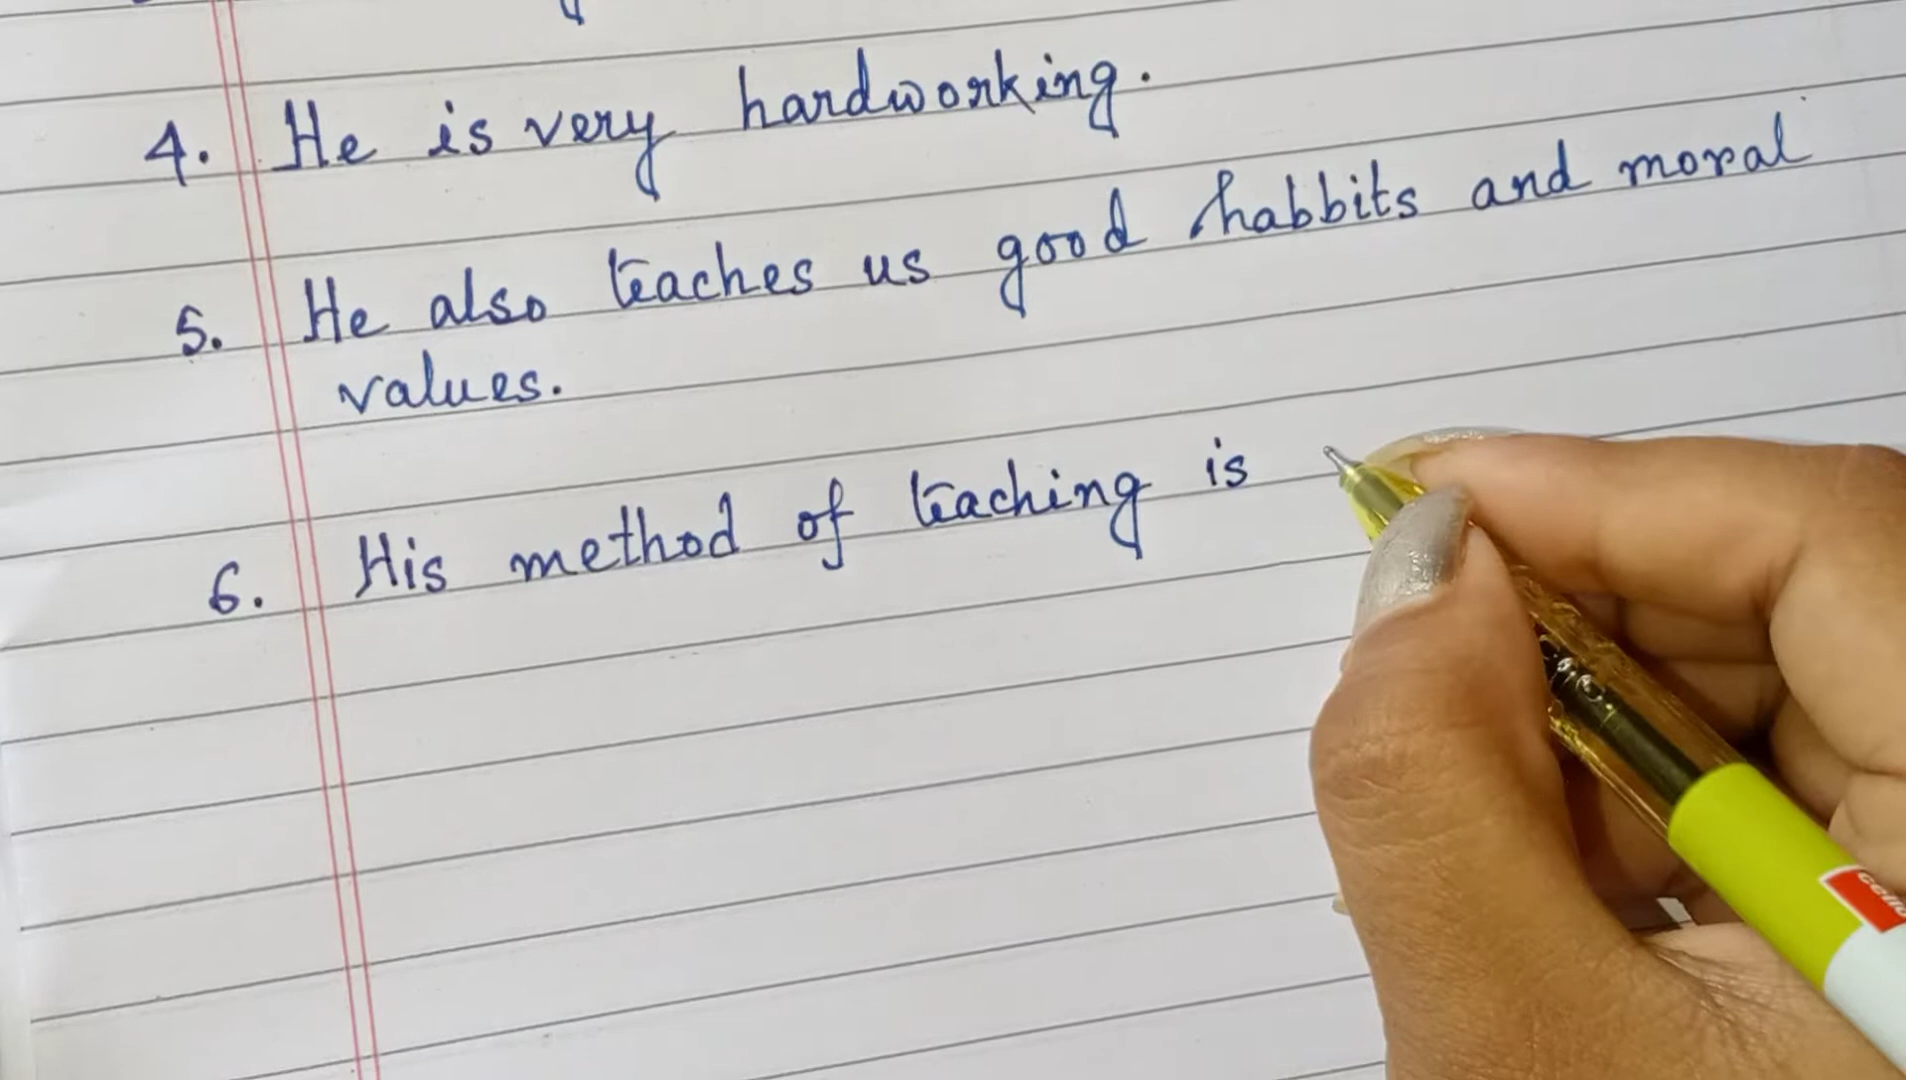 4. He is very hardworking.
5. He also teaches us good habbits and moral
values.
6. His method of teaching is
cello